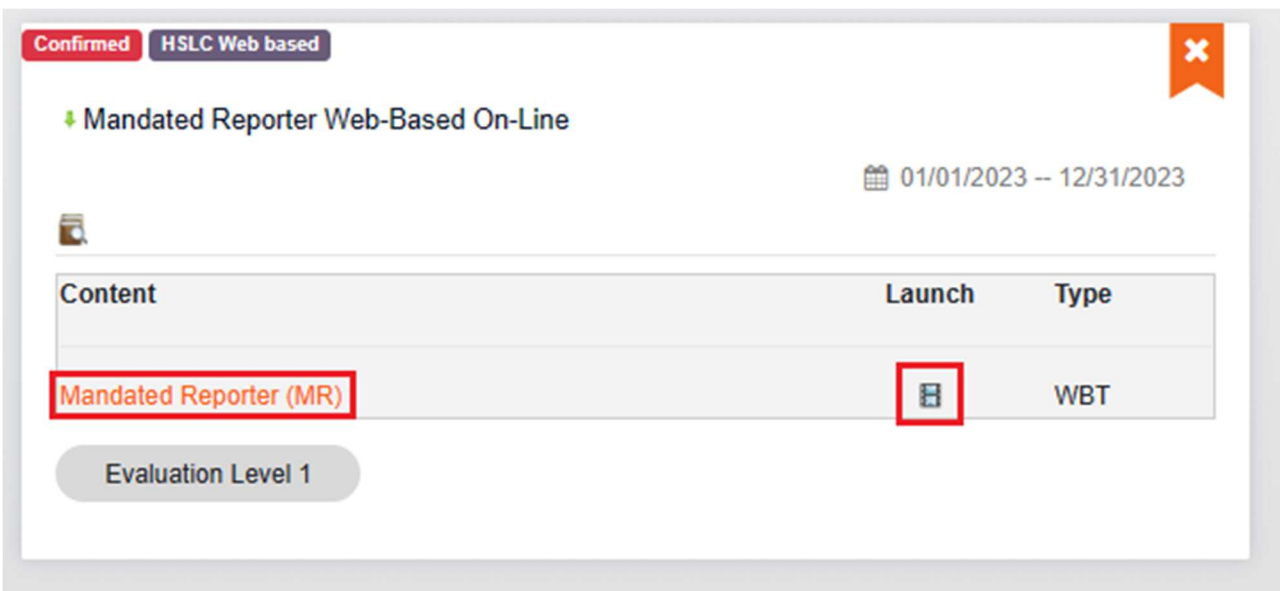 Confirmed HSLC Web based
Mandated Reporter Web-Based On-Line
01/01/2023 -- 12/31/2023
Content Launch Type
Mandated Reporter (MR) WBT
Evaluation Level 1